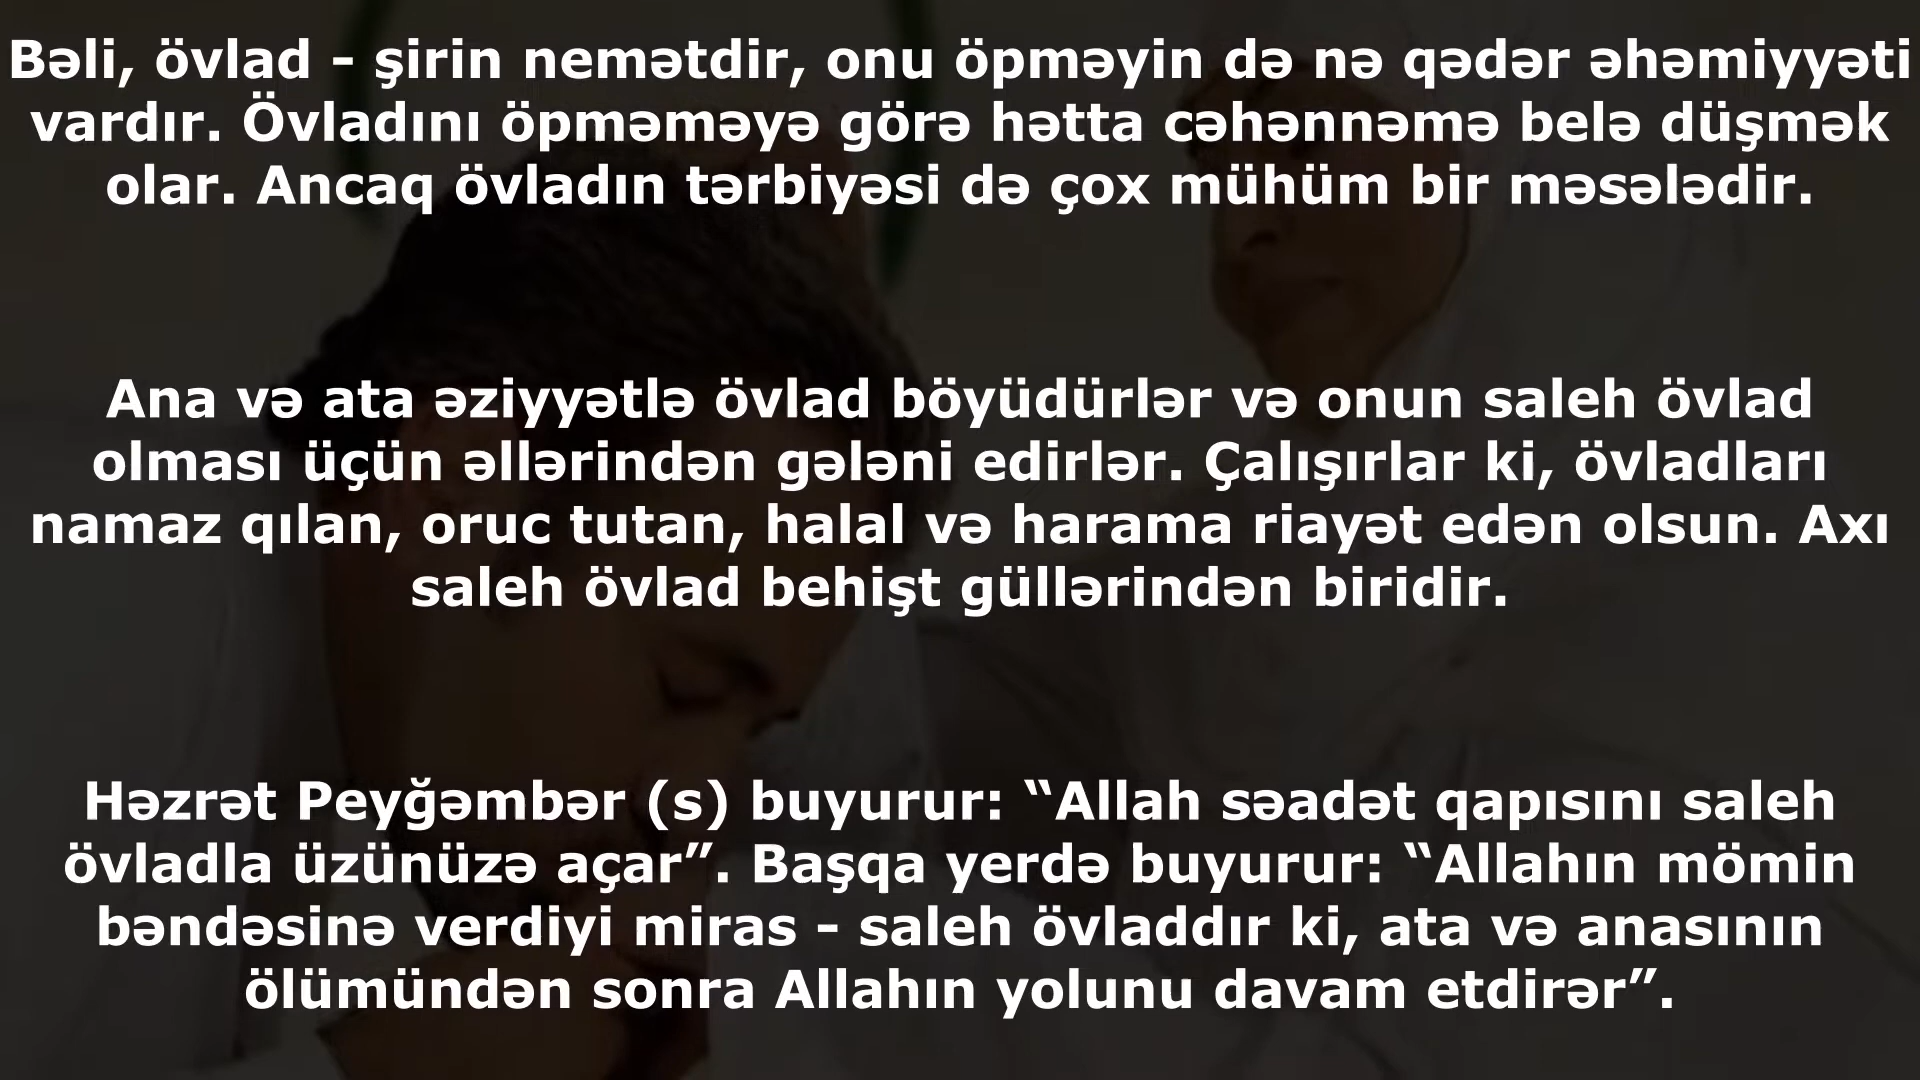 Bəli, övlad – şirin nemətdir, onu öpməyin də nə qədər əhəmiyyəti
vardır. Övladını öpməməyə görə hətta cəhənnəmə belə düşmək
olar. Ancaq övladın tərbiyəsi də çox mühüm bir məsələdir.
Ana və ata əziyyətlə övlad böyüdürlər və onun saleh övlad
olması üçün əllərindən gələni edirlər. Çalışırlar ki, övladları
namaz qılan, oruc tutan, halal və harama riayət edən olsun. Axı
saleh övlad behişt güllərindən biridir.
Həzrət Peyğəmbər (s) buyurur: “Allah səadət qapısını saleh
övladla üzünüzə açar”. Başqa yerdə buyurur: “Allahın mömin
bəndəsinə verdiyi miras – saleh övladdır ki, ata və anasının
ölümündən sonra Allahın yolunu davam etdirər”.